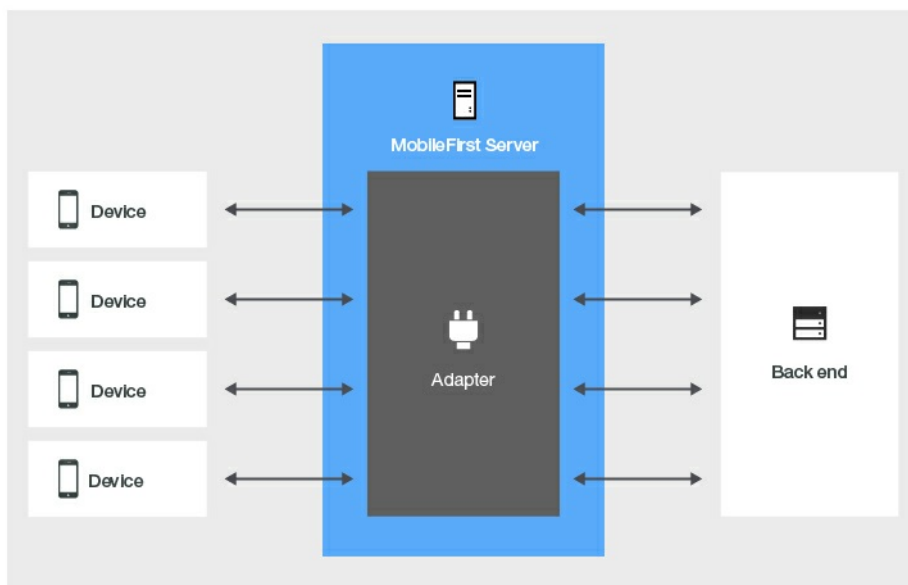 MobileFirst Server
Device
Device
Device
Device
Adapter
Back end